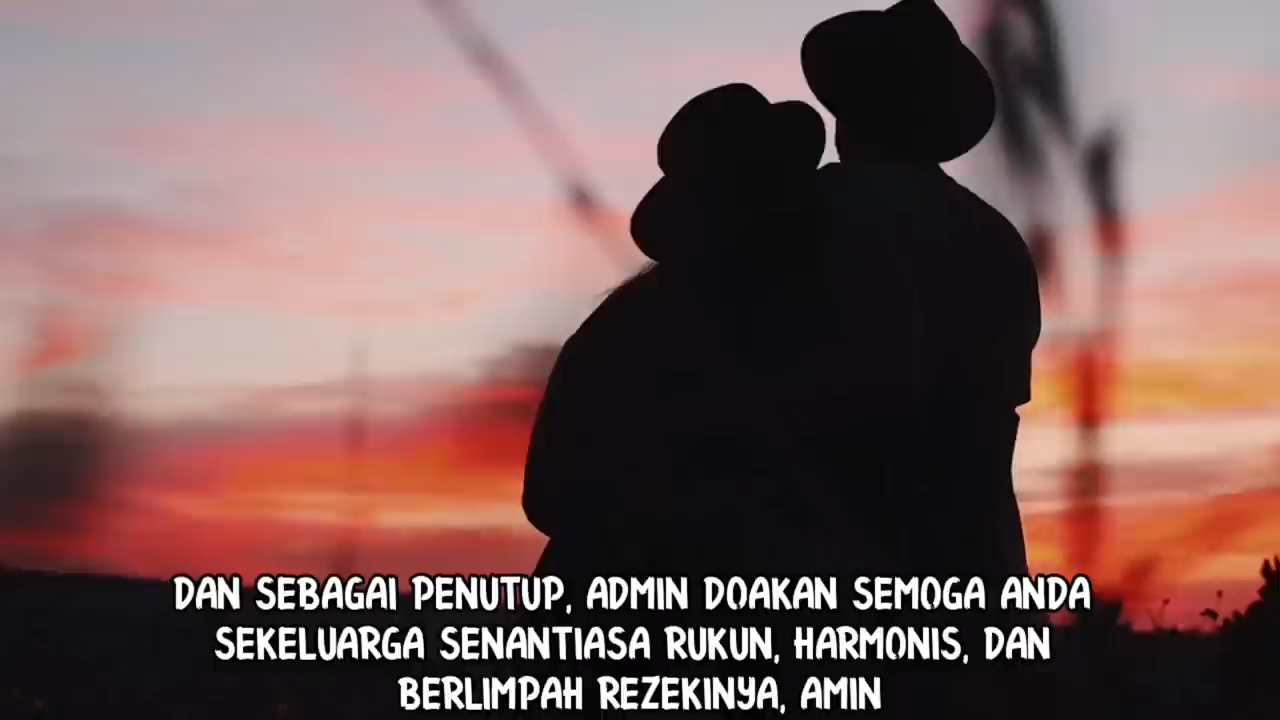 DAN SEBAGAI PENUTUP, ADMIN DOAKAN SEMOGA ANDA
SEKELUARGA SENANTIASA RUKUN, HARMONIS, DAN
BERLIMPAH REZEKINYA, AMIN